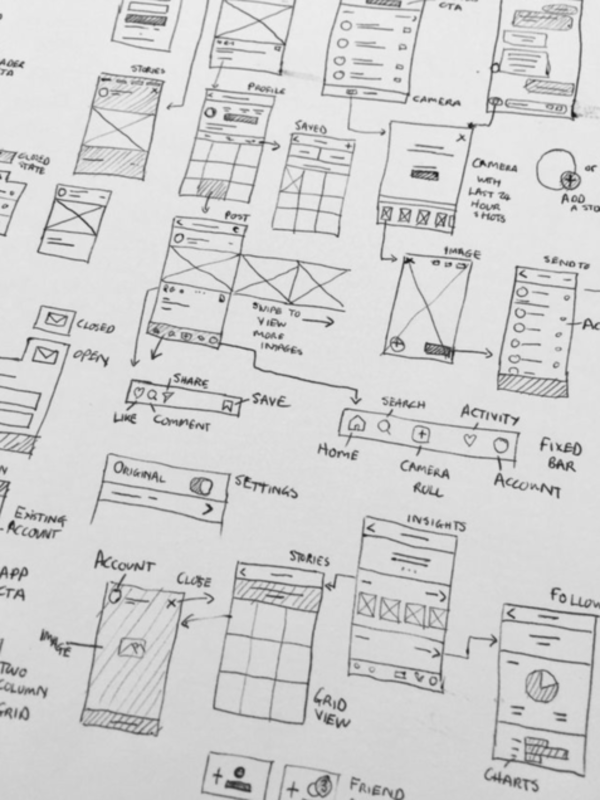 CTA
STORIES
CTA
PROFILE
CAMERA
SAVED
CLOSED
STATE
CAMERA
WITH
LAST 24
HOUR
SHOTS
OR
ADD
A STO
POST
IMAGE
SEND TO
SWIPE TO
VIEW
MORE
IMAGES
CLOSED
OPEN
AC
SHARE
SAVE
LIKE
COMMENT
SEARCH
ACTIVITY
HOME
CAMERA
ROLL
ACCOUNT
FIXED
BAR
ORIGINAL
SETTINGS
EXISTING
ACCOUNT
INSIGHTS
STORIES
ACCOUNT
CLOSE
APP
CTA
FOLLOW
IMAGE
TWO
COLUMN
GRID
GRID
VIEW
CHARTS
FRIEND